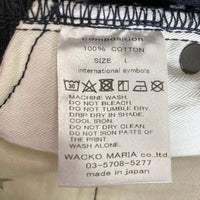 composition
100% COTTON
SIZE L
international symbols
MACHINE WASH.
DO NOT BLEACH.
DO NOT TUMBLE DRY.
DRIP DRY IN SHADE.
COOL IRON.
DO NOT DRY CLEAN.
DO NOT IRON PARTS OF
THE PRINT.
WASH ALONE.
WACKO MARIA co.,ltd
03-5708-5277
made in japan